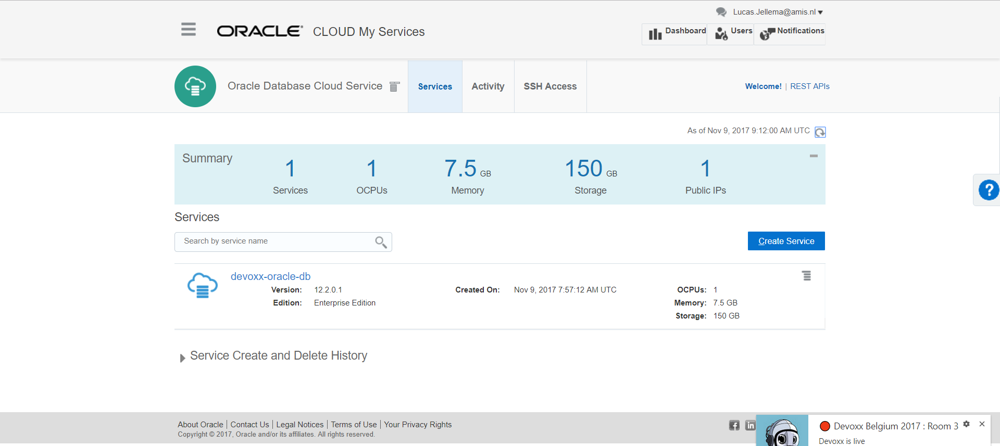 Lucas.Jellema@amis.nl
ORACLE® CLOUD My Services
Dashboard Users Notifications
Oracle Database Cloud Service Services Activity SSH Access Welcome! | REST APIs
As of Nov 9, 2017 9:12:00 AM UTC
Summary
1 1 7.5 GB 150 GB 1
Services OCPUs Memory Storage Public IPs
?
Services
Search by service name
Create Service
devoxx-oracle-db
Version: 12.2.0.1 Created On: Nov 9, 2017 7:57:12 AM UTC OCPUs: 1
Edition: Enterprise Edition Memory: 7.5 GB
Storage: 150 GB
Service Create and Delete History
About Oracle | Contact Us | Legal Notices | Terms of Use | Your Privacy Rights
Copyright © 2017, Oracle and/or its affiliates. All rights reserved.
f in
Devoxx Belgium 2017 : Room 3
Devoxx is live